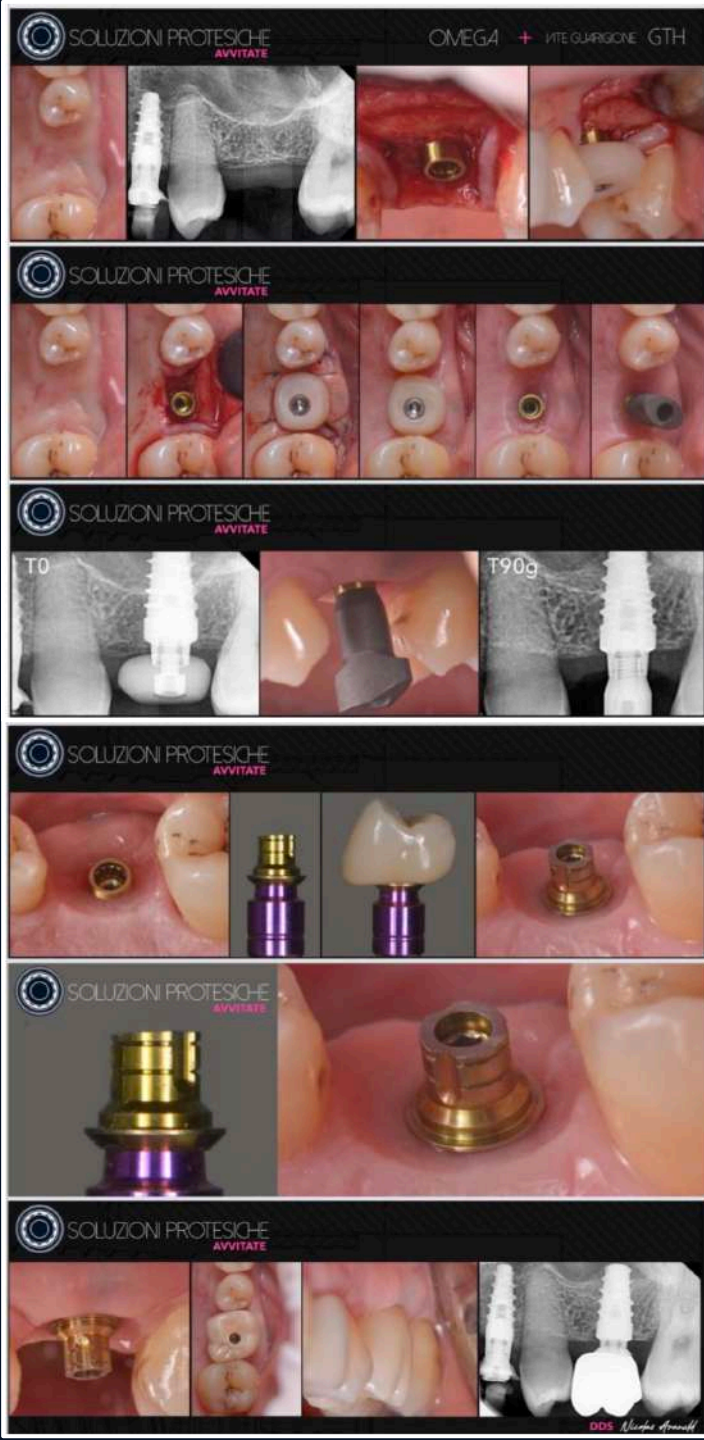 SOLUZIONI PROTESICHE
AVVITATE
OMEGA + VITE GUARIGIONE GTH
SOLUZIONI PROTESICHE
AVVITATE
SOLUZIONI PROTESICHE
AVVITATE
T0
T90g
SOLUZIONI PROTESICHE
AVVITATE
SOLUZIONI PROTESICHE
AVVITATE
SOLUZIONI PROTESICHE
AVVITATE
DDS Nicolas